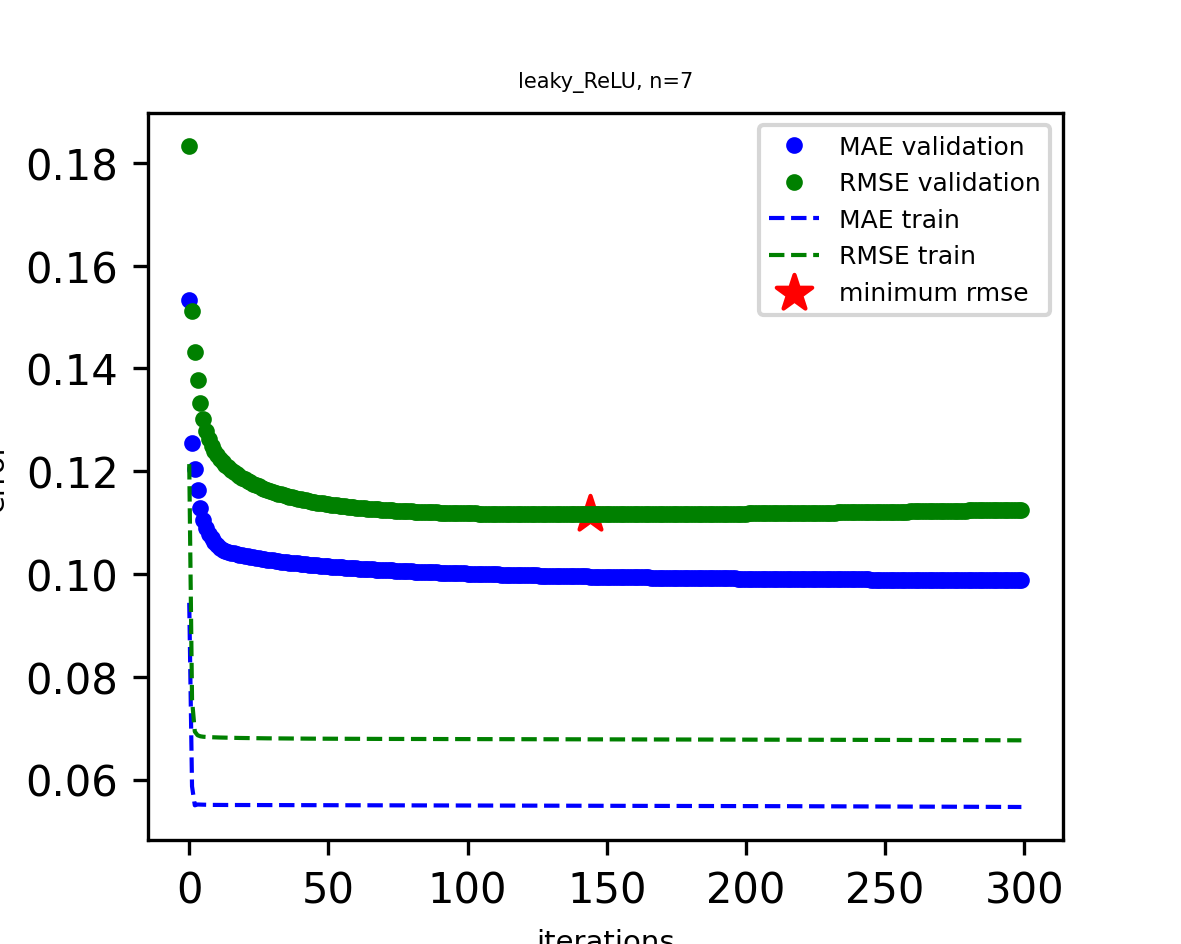 leaky_ReLU, n=7
MAE validation
RMSE validation
MAE train
RMSE train
minimum rmse
0.18
0.16
0.14
0.12
0.10
0.08
0.06
0 50 100 150 200 250 300
iterations